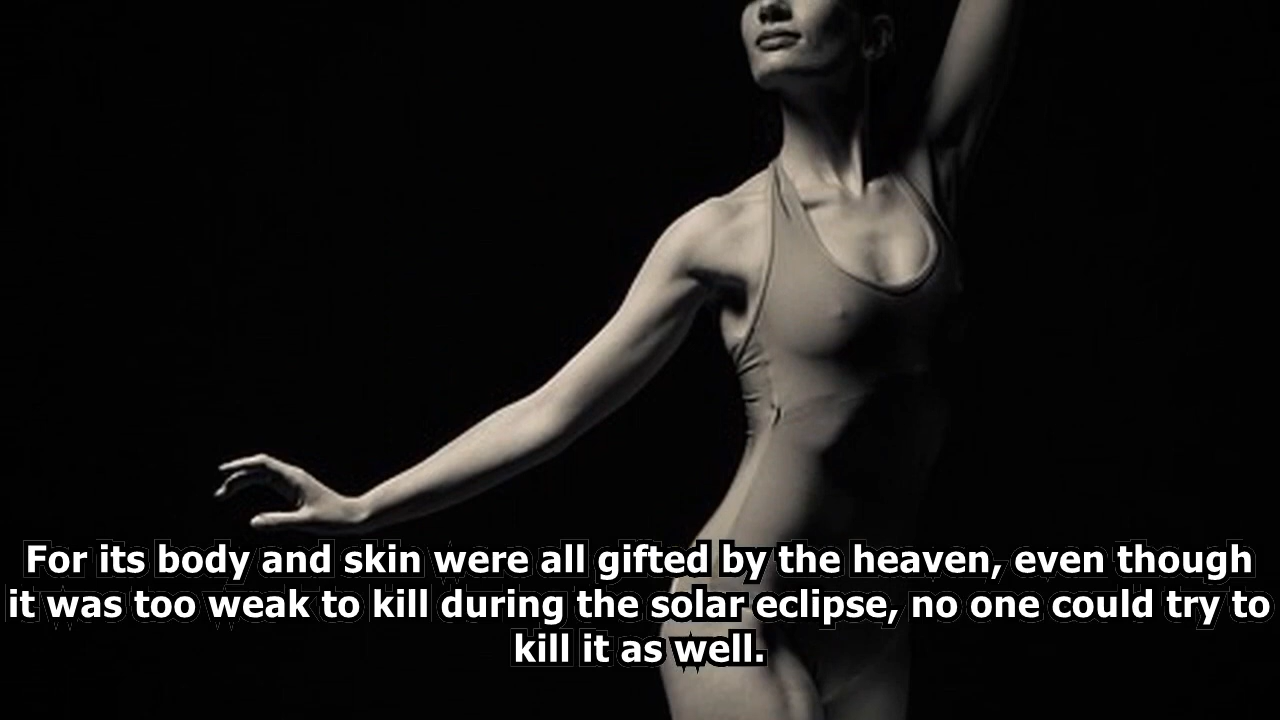 For its body and skin were all gifted by the heaven, even though
it was too weak to kill during the solar eclipse, no one could try to
kill it as well.